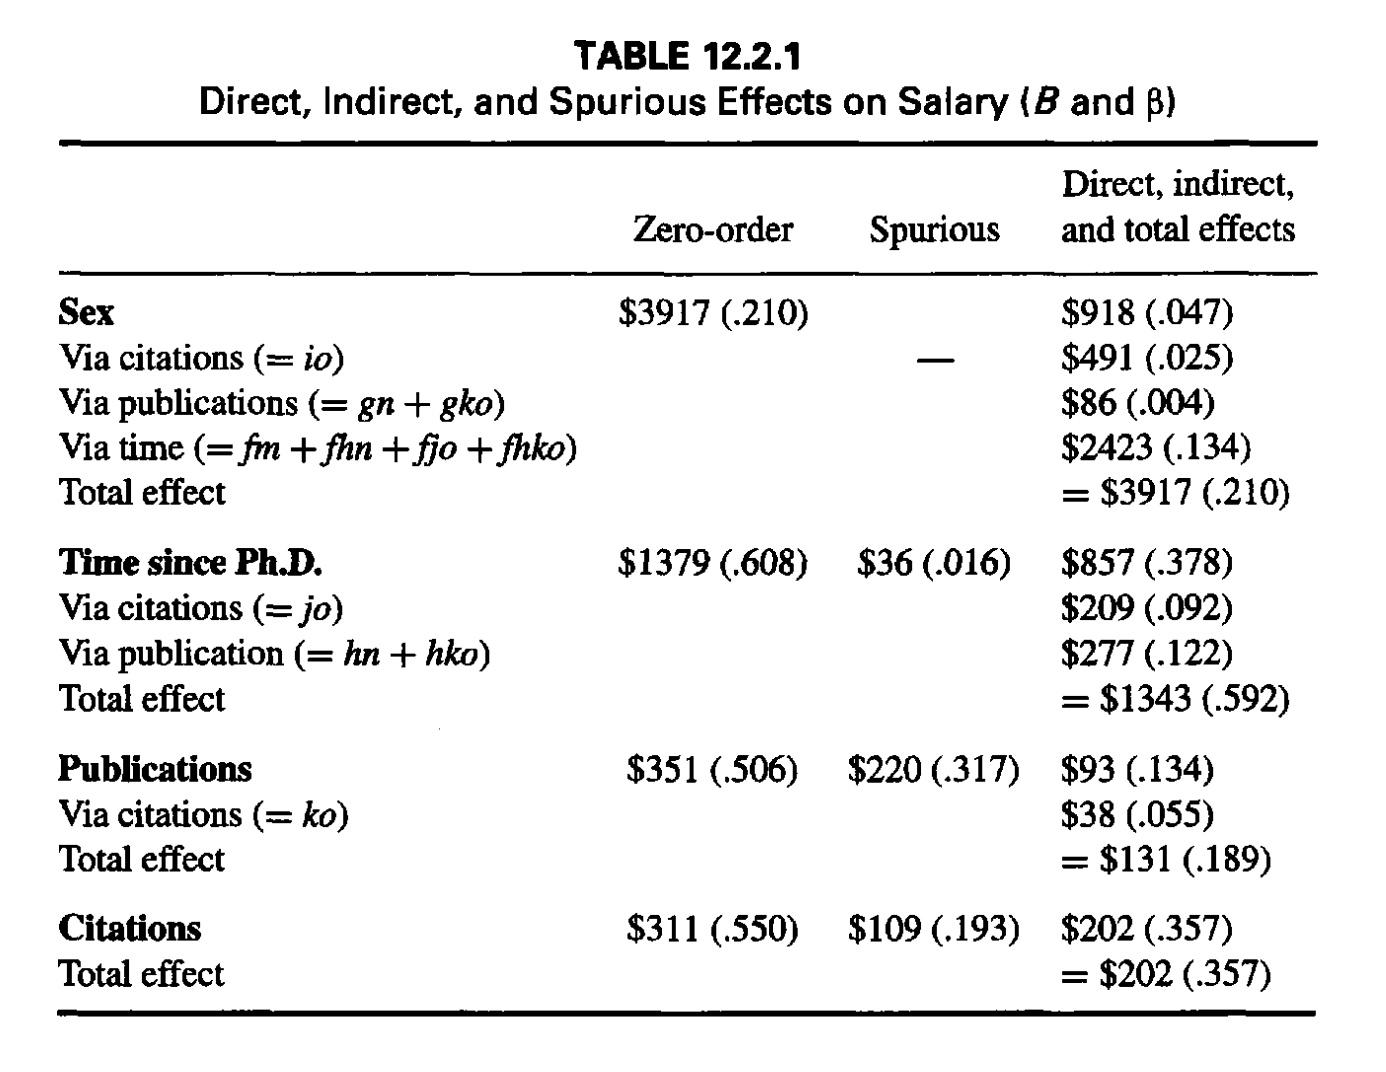 TABLE 12.2.1
Direct, Indirect, and Spurious Effects on Salary (B and β)
Direct, indirect,
Zero-order Spurious and total effects
Sex $3917 (.210) $918 (.047)
Via citations (= io) — $491 (.025)
Via publications (= gn + gko) $86 (.004)
Via time (= fm + fhn + fjo + fhko) $2423 (.134)
Total effect = $3917 (.210)
Time since Ph.D. $1379 (.608) $36 (.016) $857 (.378)
Via citations (= jo) $209 (.092)
Via publication (= hn + hko) $277 (.122)
Total effect = $1343 (.592)
Publications $351 (.506) $220 (.317) $93 (.134)
Via citations (= ko) $38 (.055)
Total effect = $131 (.189)
Citations $311 (.550) $109 (.193) $202 (.357)
Total effect = $202 (.357)